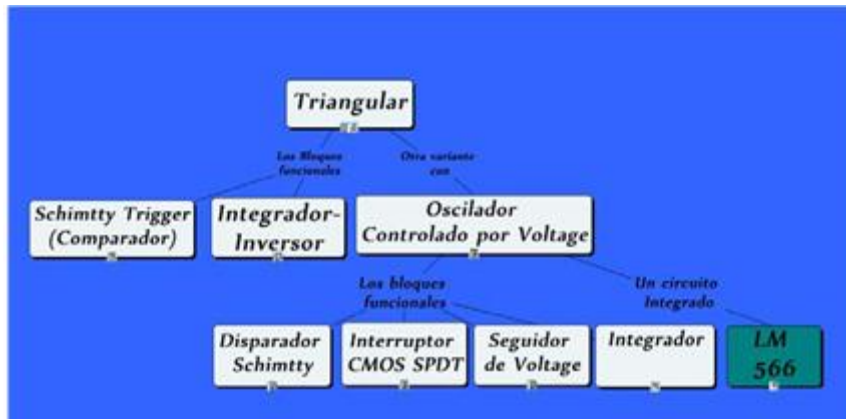 Triangular
Los Bloques
funcionales
Otra variante
con
Schimtty Trigger
(Comparador)
Integrador-
Inversor
Oscilador
Controlado por Voltage
Los bloques
funcionales
Un circuito
Integrado
Disparador
Schimtty
Interruptor
CMOS SPDT
Seguidor
de Voltage
Integrador
LM
566